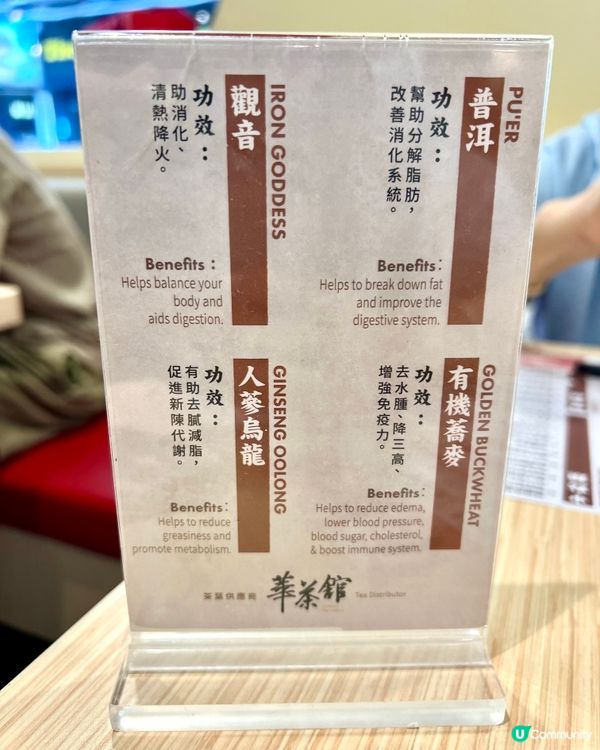 普洱
PU'ER
功效：
幫助分解脂肪，
改善消化系統。
Benefits:
Helps to break down fat
and improve the
digestive system.
觀音
IRON GODDESS
功效：
助消化、
清熱降火。
Benefits：
Helps balance your
body and
aids digestion.
有機蕎麥
GOLDEN BUCKWHEAT
功效：
去水腫、降三高、
增強免疫力。
Benefits：
Helps to reduce edema,
lower blood pressure,
blood sugar, cholesterol,
& boost immune system.
人蔘烏龍
GINSENG OOLONG
功效：
有助去膩減脂，
促進新陳代謝。
Benefits：
Helps to reduce
greasiness and
promote metabolism.
茶葉供應商 華茶館 Tea Distributor
U Community